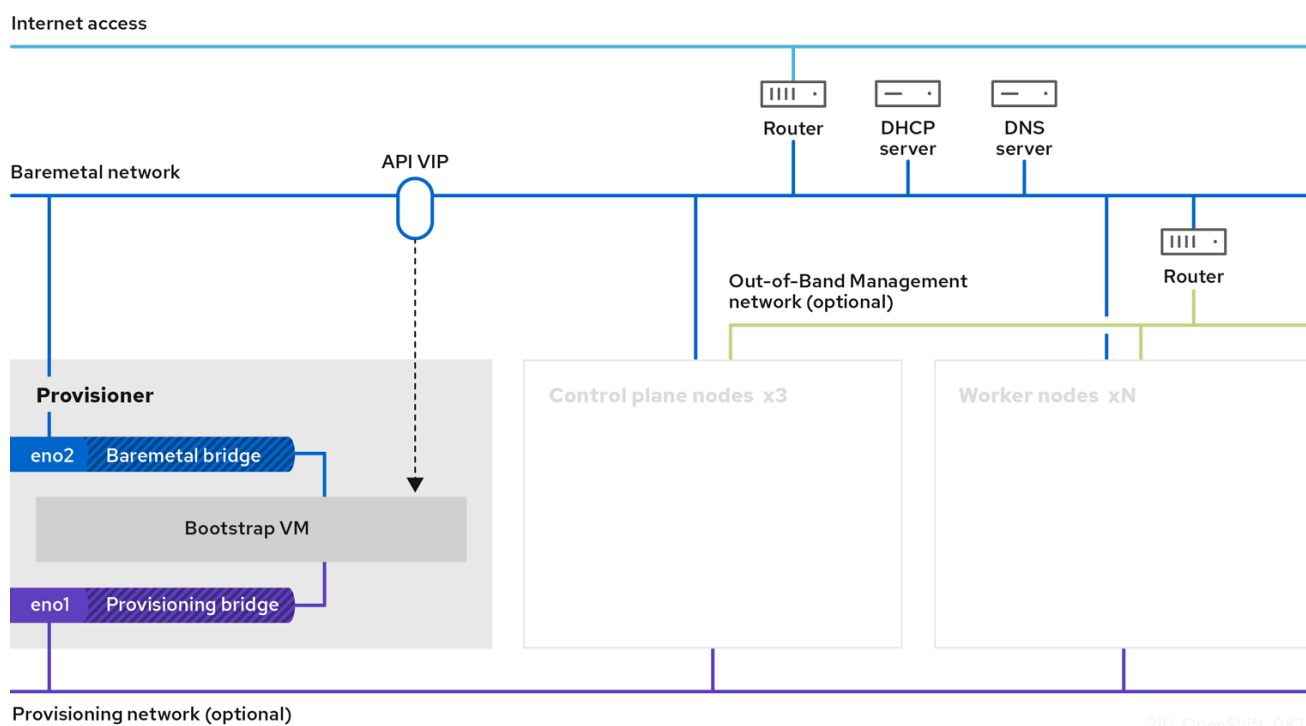 Internet access
Router
DHCP
server
DNS
server
API VIP
Baremetal network
Router
Out-of-Band Management
network (optional)
Provisioner
Control plane nodes x3
Worker nodes xN
eno2
Baremetal bridge
Bootstrap VM
eno1
Provisioning bridge
Provisioning network (optional)